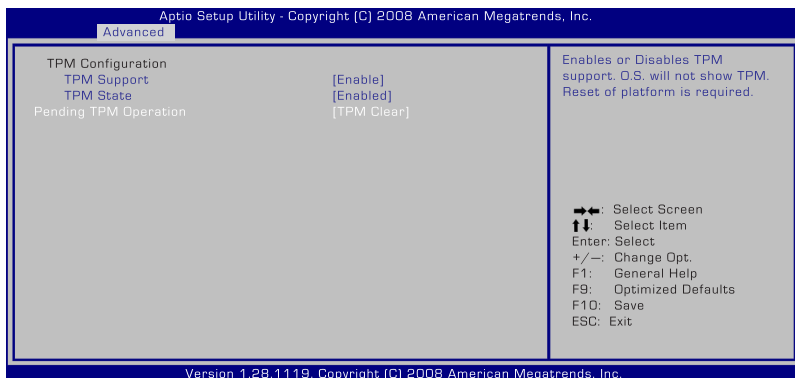 Aptio Setup Utility - Copyright (C) 2008 American Megatrends, Inc.
Advanced
TPM Configuration
TPM Support [Enable]
TPM State [Enabled]
Pending TPM Operation [TPM Clear]
Enables or Disables TPM
support. O.S. will not show TPM.
Reset of platform is required.
→←: Select Screen
↑↓: Select Item
Enter: Select
+/—: Change Opt.
F1: General Help
F9: Optimized Defaults
F10: Save
ESC: Exit
Version 1.28.1119. Copyright (C) 2008 American Megatrends, Inc.